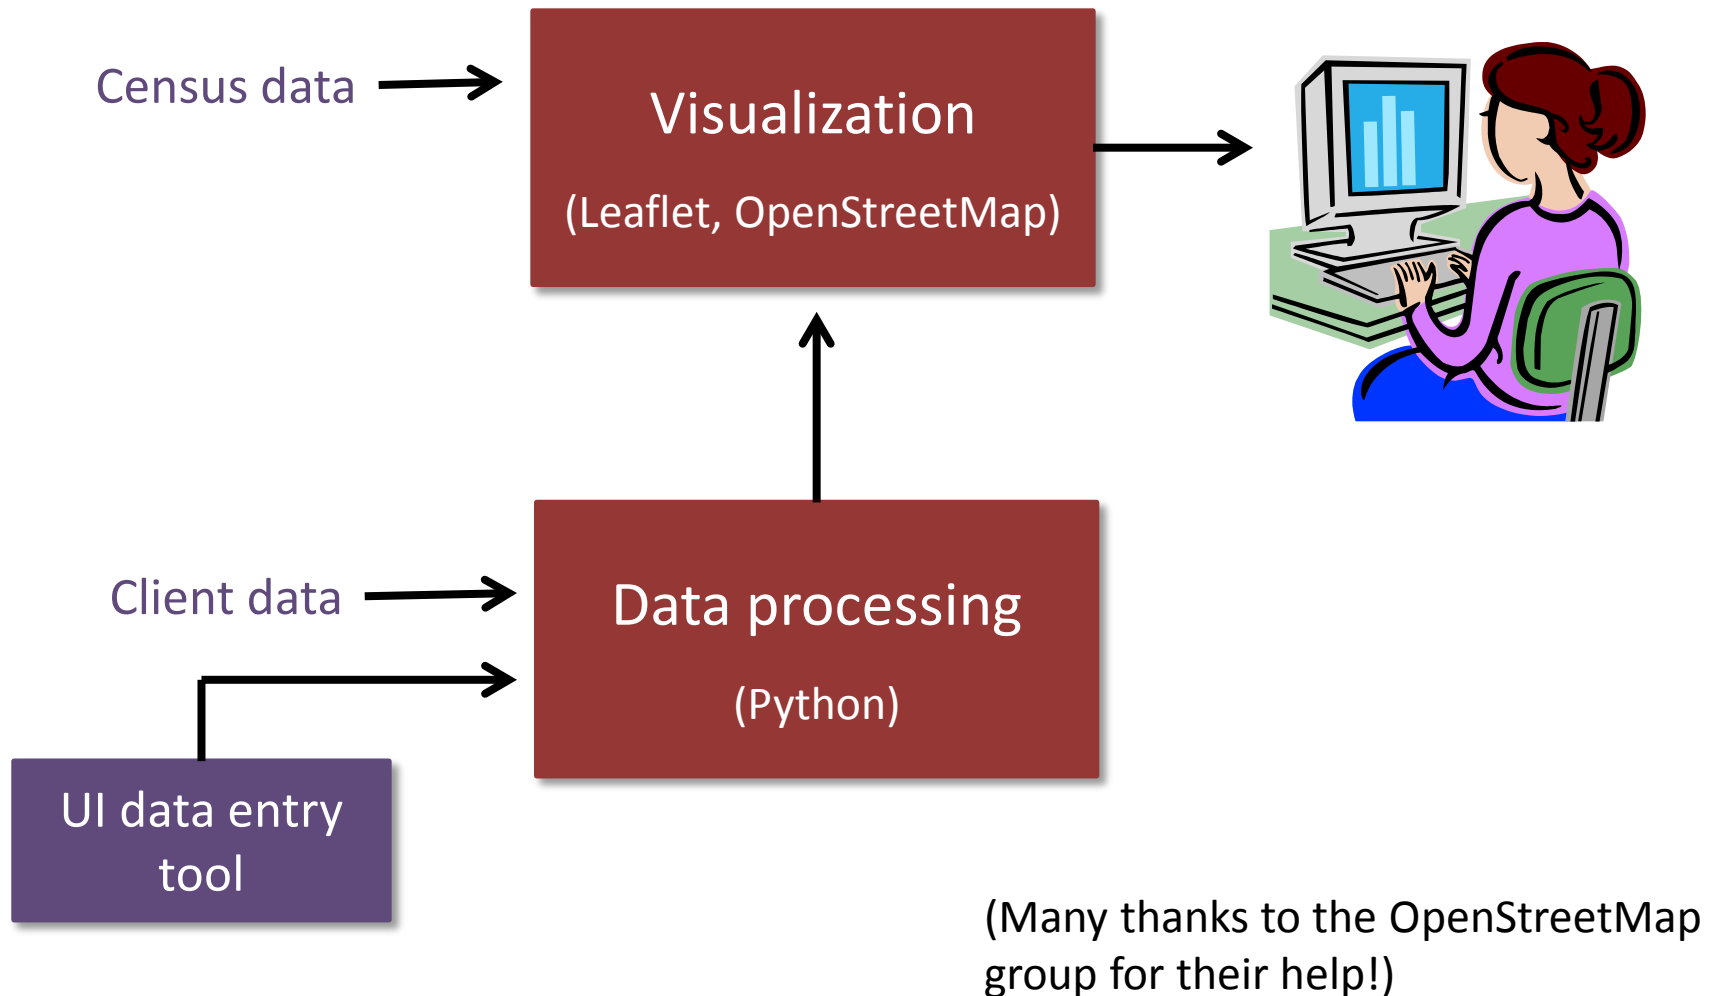 Census data
Visualization
(Leaflet, OpenStreetMap)
Client data
Data processing
(Python)
UI data entry
tool
(Many thanks to the OpenStreetMap
group for their help!)